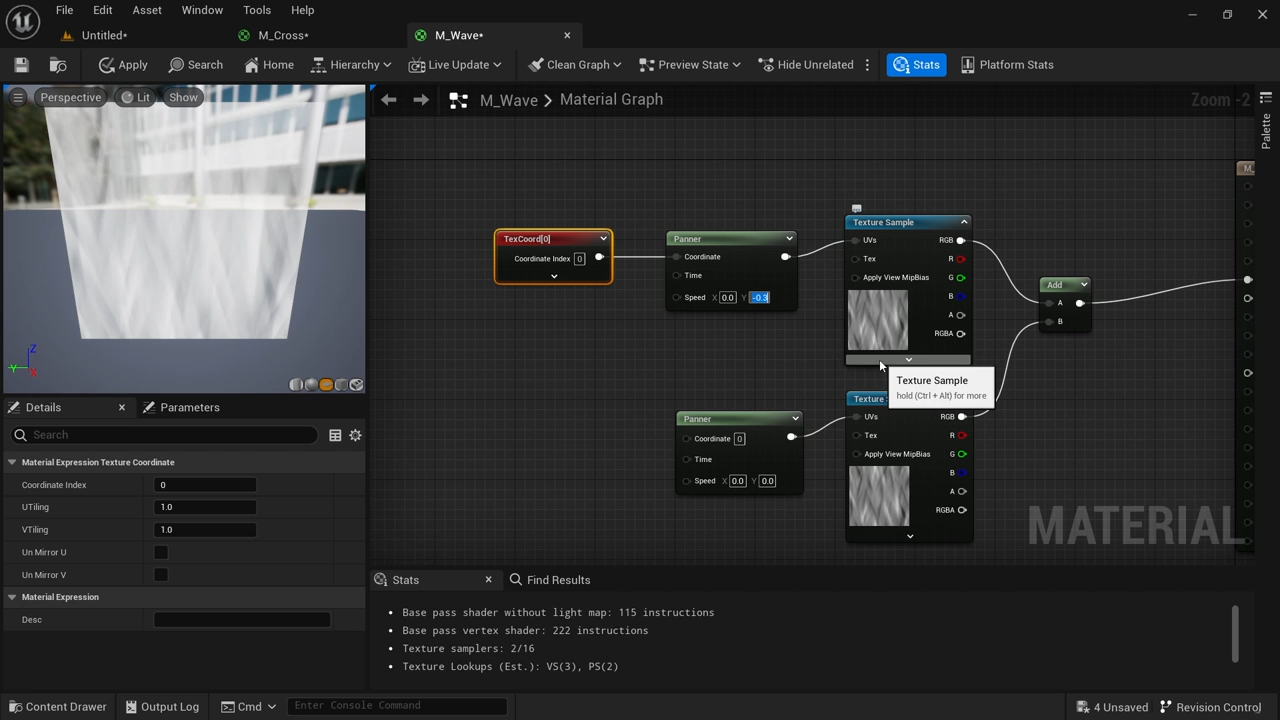 File Edit Asset Window Tools Help
Untitled* M_Cross* M_Wave*
Apply Search Home Hierarchy Live Update Clean Graph Preview State Hide Unrelated Stats Platform Stats
Perspective Lit Show
M_Wave > Material Graph Zoom -2
Palette
M_
Texture Sample
TexCoord[0] Panner UVs RGB
Coordinate Index 0 Coordinate Tex R
Time Apply View MipBias G
Speed X 0.0 Y -0.3 B
A
RGBA
Add
A
B
Texture Sample
hold (Ctrl + Alt) for more
Texture
Panner UVs RGB
Coordinate 0 Tex R
Time Apply View MipBias G
Speed X 0.0 Y 0.0 B
A
RGBA
MATERIAL
Z
Y
X
Details Parameters
Search
Material Expression Texture Coordinate
Coordinate Index 0
UTiling 1.0
VTiling 1.0
Un Mirror U
Un Mirror V
Material Expression
Desc
Stats Find Results
• Base pass shader without light map: 115 instructions
• Base pass vertex shader: 222 instructions
• Texture samplers: 2/16
• Texture Lookups (Est.): VS(3), PS(2)
Content Drawer Output Log Cmd Enter Console Command 4 Unsaved Revision Control